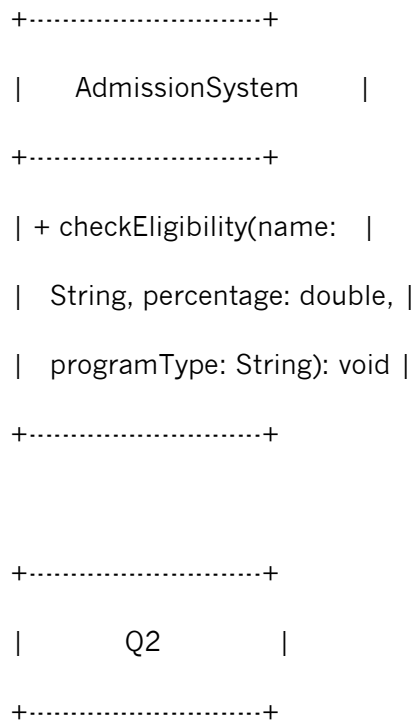 +----------------------------+
|       AdmissionSystem        |
+----------------------------+
| + checkEligibility(name:    |
|    String, percentage: double, |
|    programType: String): void |
+----------------------------+
+----------------------------+
|             Q2               |
+----------------------------+